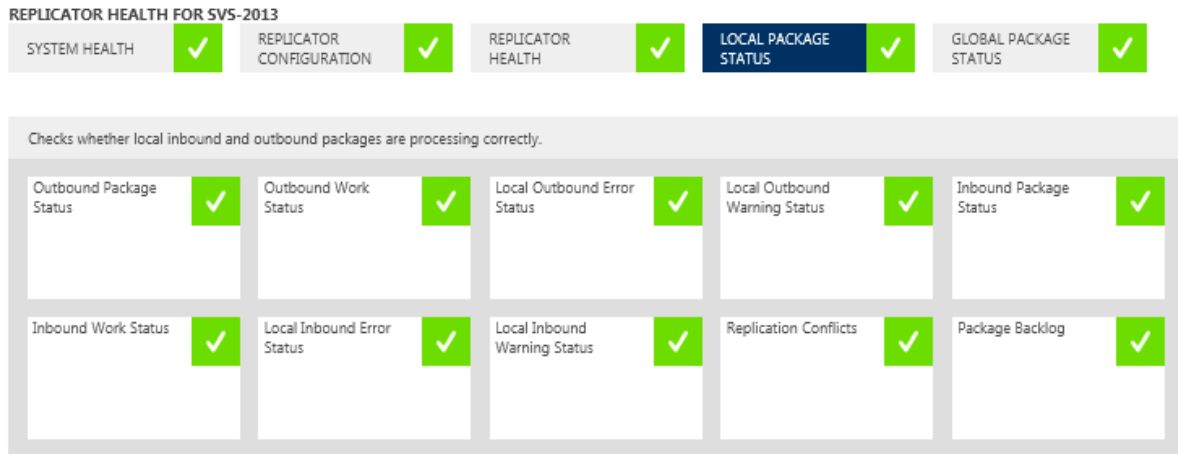 REPLICATOR HEALTH FOR SVS-2013
SYSTEM HEALTH
REPLICATOR
CONFIGURATION
REPLICATOR
HEALTH
LOCAL PACKAGE
STATUS
GLOBAL PACKAGE
STATUS
Checks whether local inbound and outbound packages are processing correctly.
Outbound Package
Status
Outbound Work
Status
Local Outbound Error
Status
Local Outbound
Warning Status
Inbound Package
Status
Inbound Work Status
Local Inbound Error
Status
Local Inbound
Warning Status
Replication Conflicts
Package Backlog